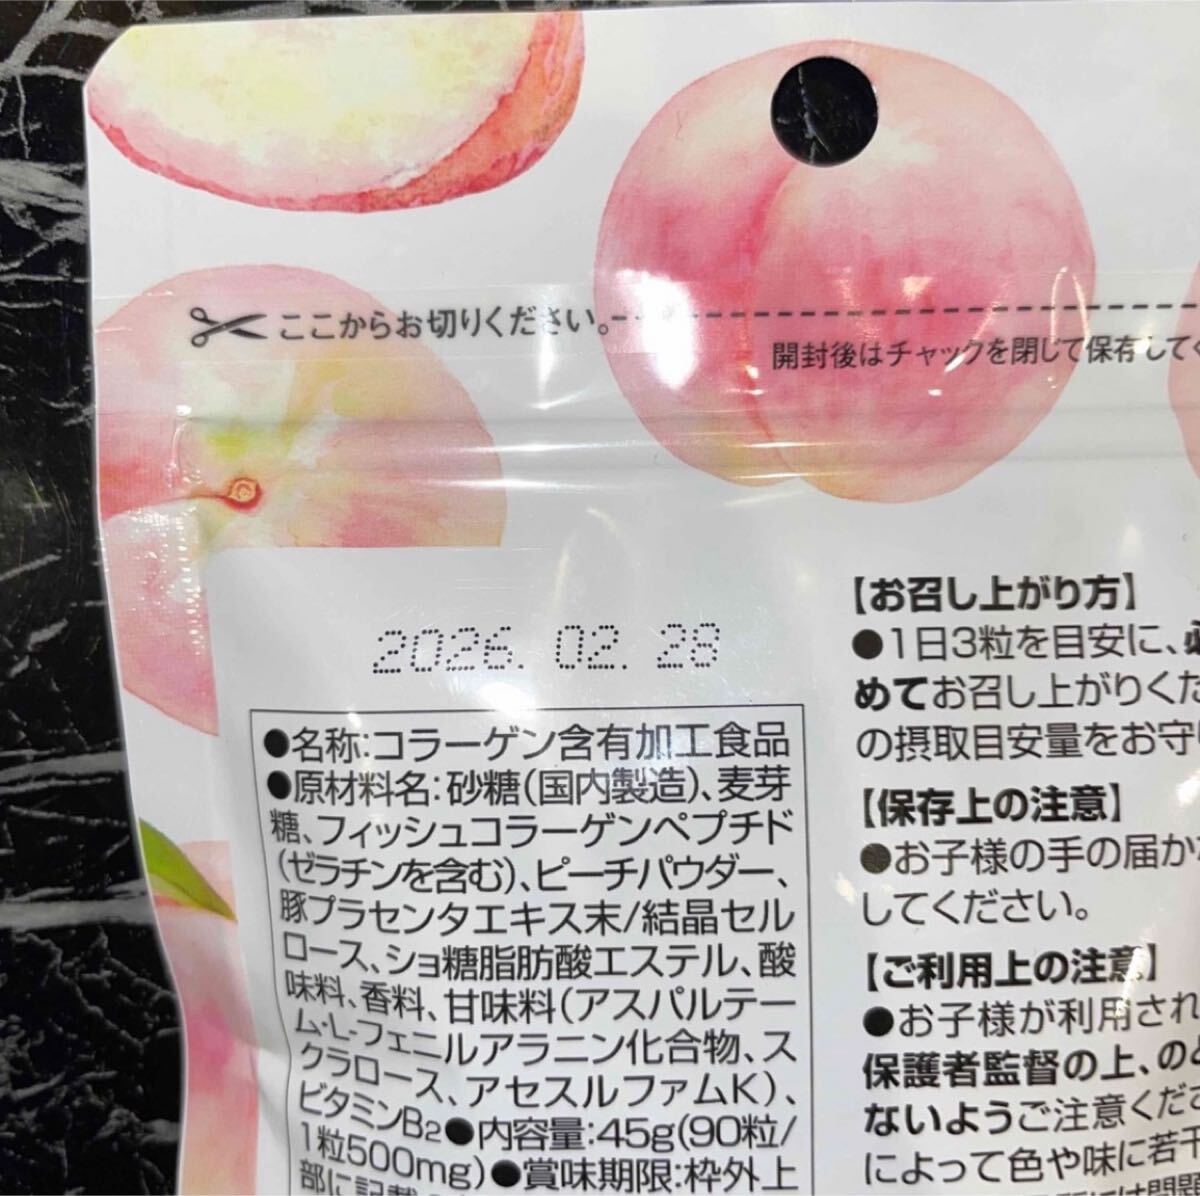 ここからお切りください。
開封後はチャックを閉じて保存してく
2026.02.28
●名称:コラーゲン含有加工食品
●原材料名:砂糖(国内製造)、麦芽
糖、フィッシュコラーゲンペプチド
(ゼラチンを含む)、ピーチパウダー、
豚プラセンタエキス末/結晶セル
ロース、ショ糖脂肪酸エステル、酸
味料、香料、甘味料(アスパルテー
ム・L-フェニルアラニン化合物、ス
クラロース、アセスルファムK)、
ビタミンB2●内容量:45g(90粒/
1粒500mg)●賞味期限:枠外上
部に記載
【お召し上がり方】
●1日3粒を目安に、必
めてお召し上がりくだ
の摂取目安量をお守り
【保存上の注意】
●お子様の手の届か
してください。
【ご利用上の注意】
●お子様が利用され
保護者監督の上、のど
ないようご注意くださ
によって色や味に若干
は問題